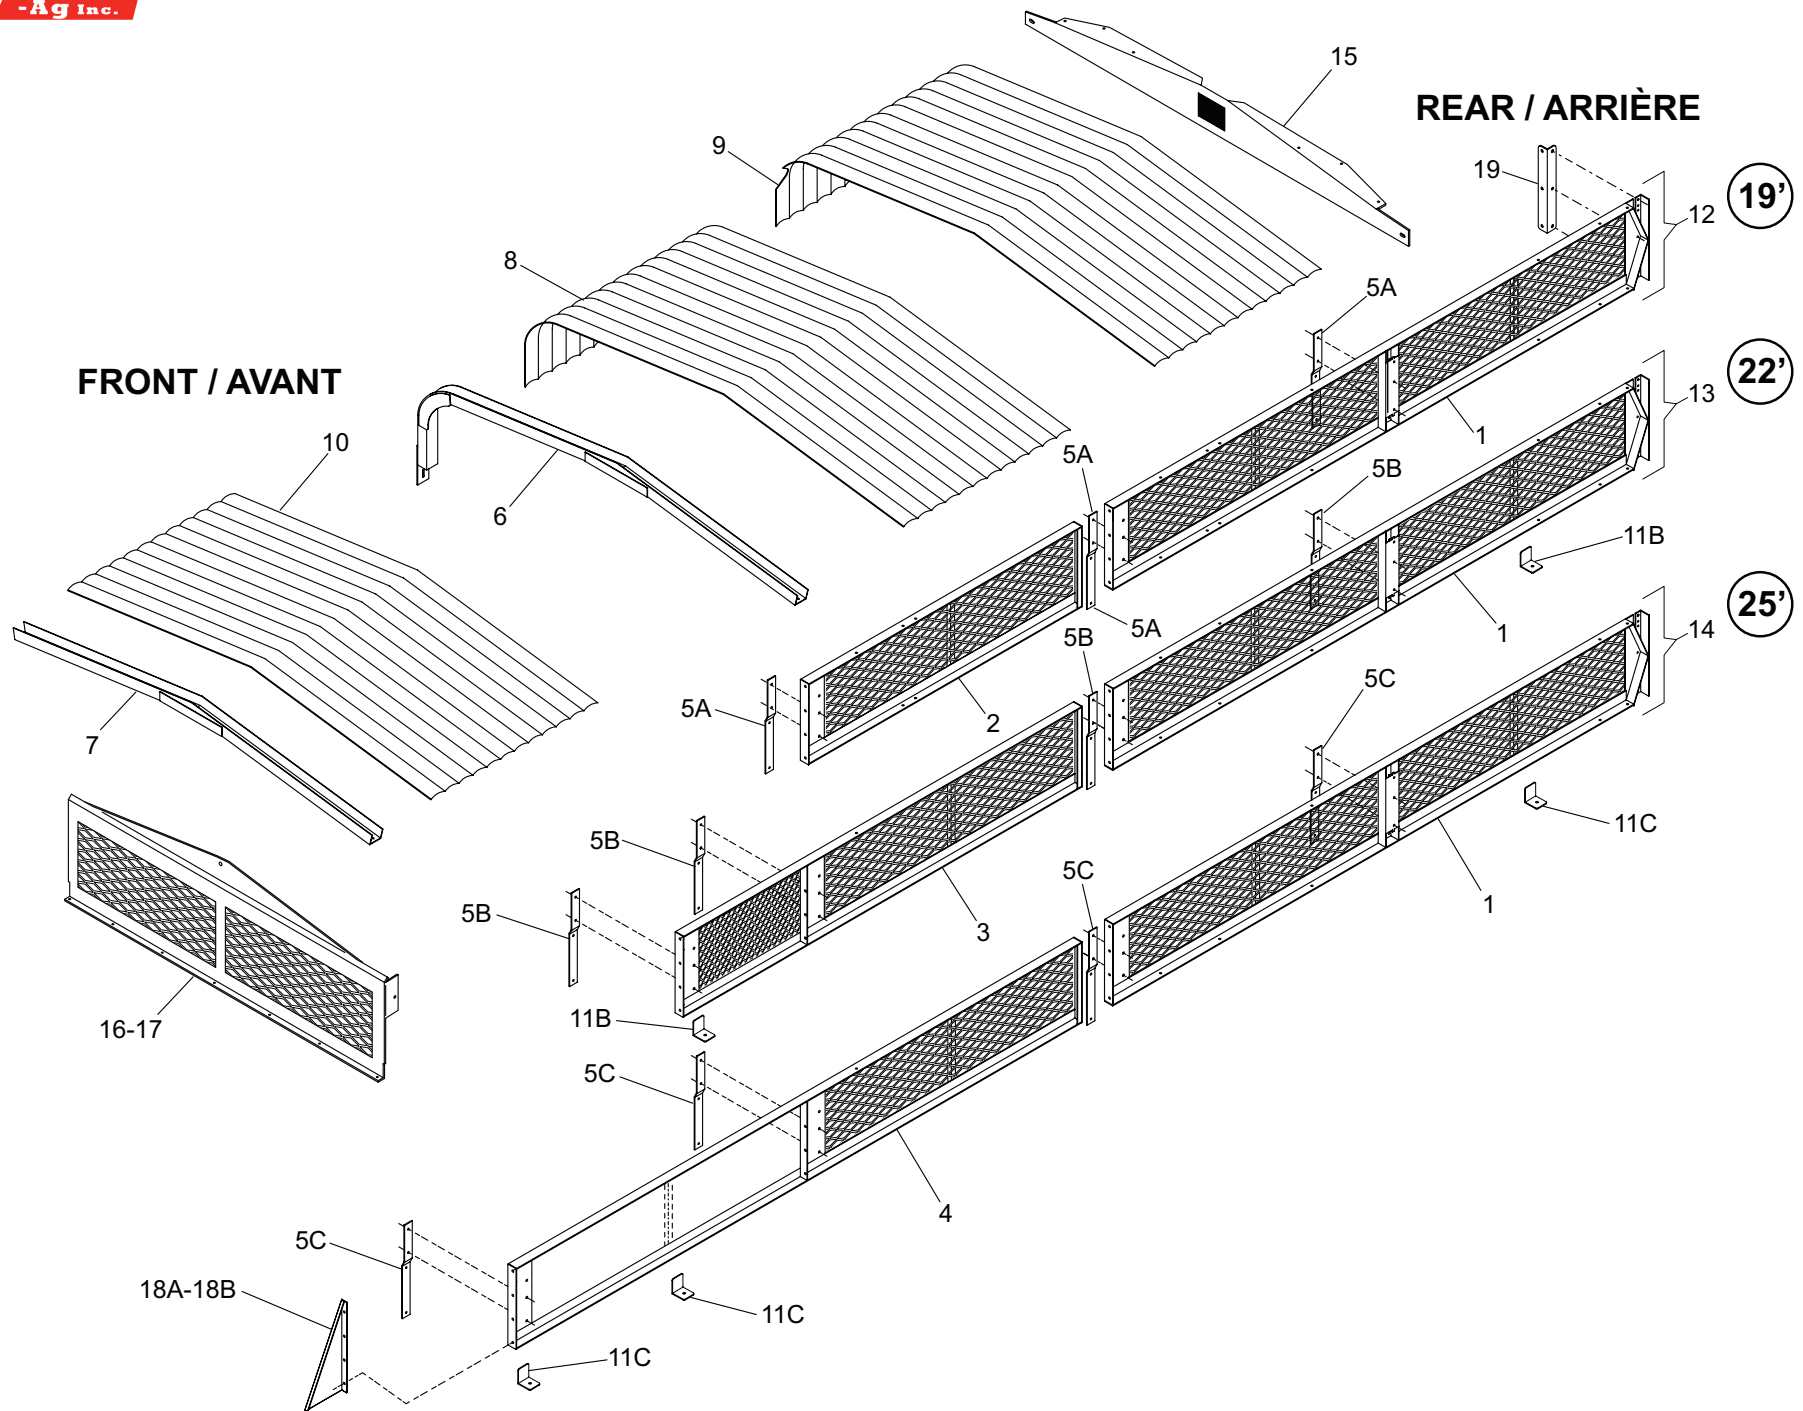 -Ag Inc.
15
REAR / ARRIÈRE
9
19
12
19'
8
5A
FRONT / AVANT
22'
13
10
1
5A
5B
6
11B
25'
5A
1
14
5B
5C
5A
2
7
11C
5B
5C
1
5B
3
16-17
11B
5C
4
5C
18A-18B
11C
11C